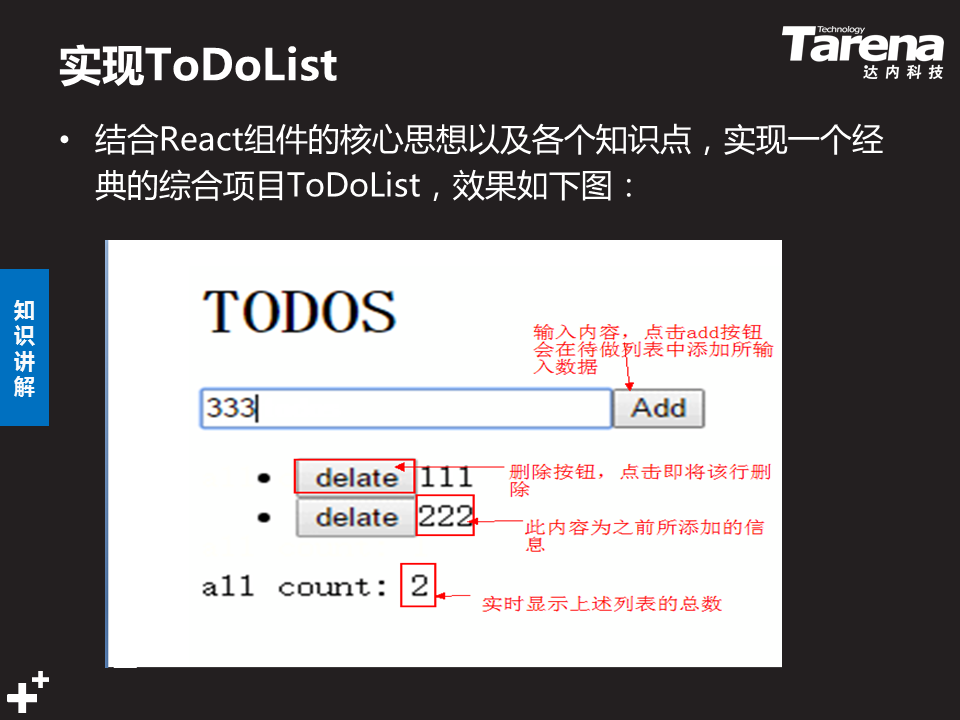 实现ToDoList
Technology
Tarena
达内科技
• 结合React组件的核心思想以及各个知识点，实现一个经
典的综合项目ToDoList，效果如下图：
知
识
讲
解
TODOS
输入内容，点击add按钮
会在待做列表中添加所输
入数据
333
Add
delate
111
删除按钮，点击即将该行删
除
delate
222
此内容为之前所添加的信
息
all count: 2
实时显示上述列表的总数